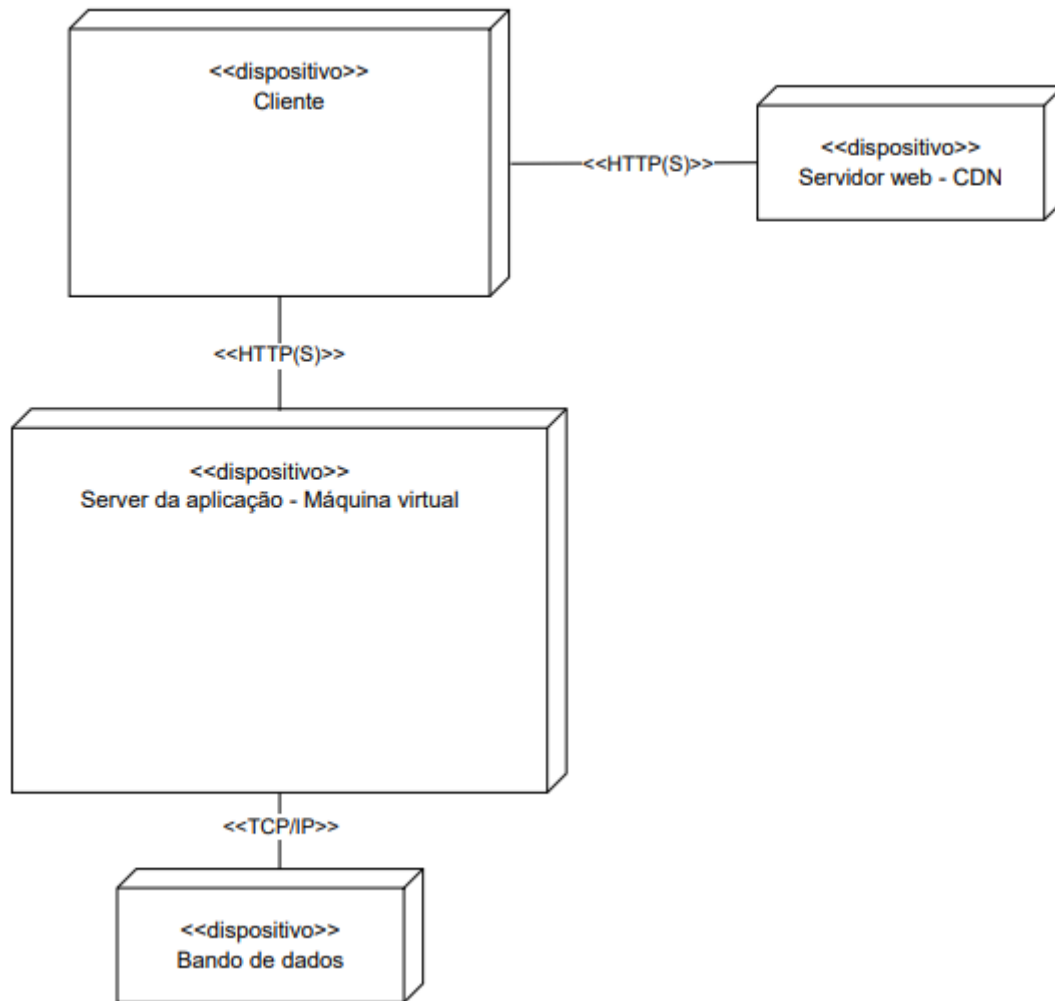 <<dispositivo>>
Cliente
<<HTTP(S)>>
<<dispositivo>>
Servidor web - CDN
<<HTTP(S)>>
<<dispositivo>>
Server da aplicação - Máquina virtual
<<TCP/IP>>
<<dispositivo>>
Bando de dados